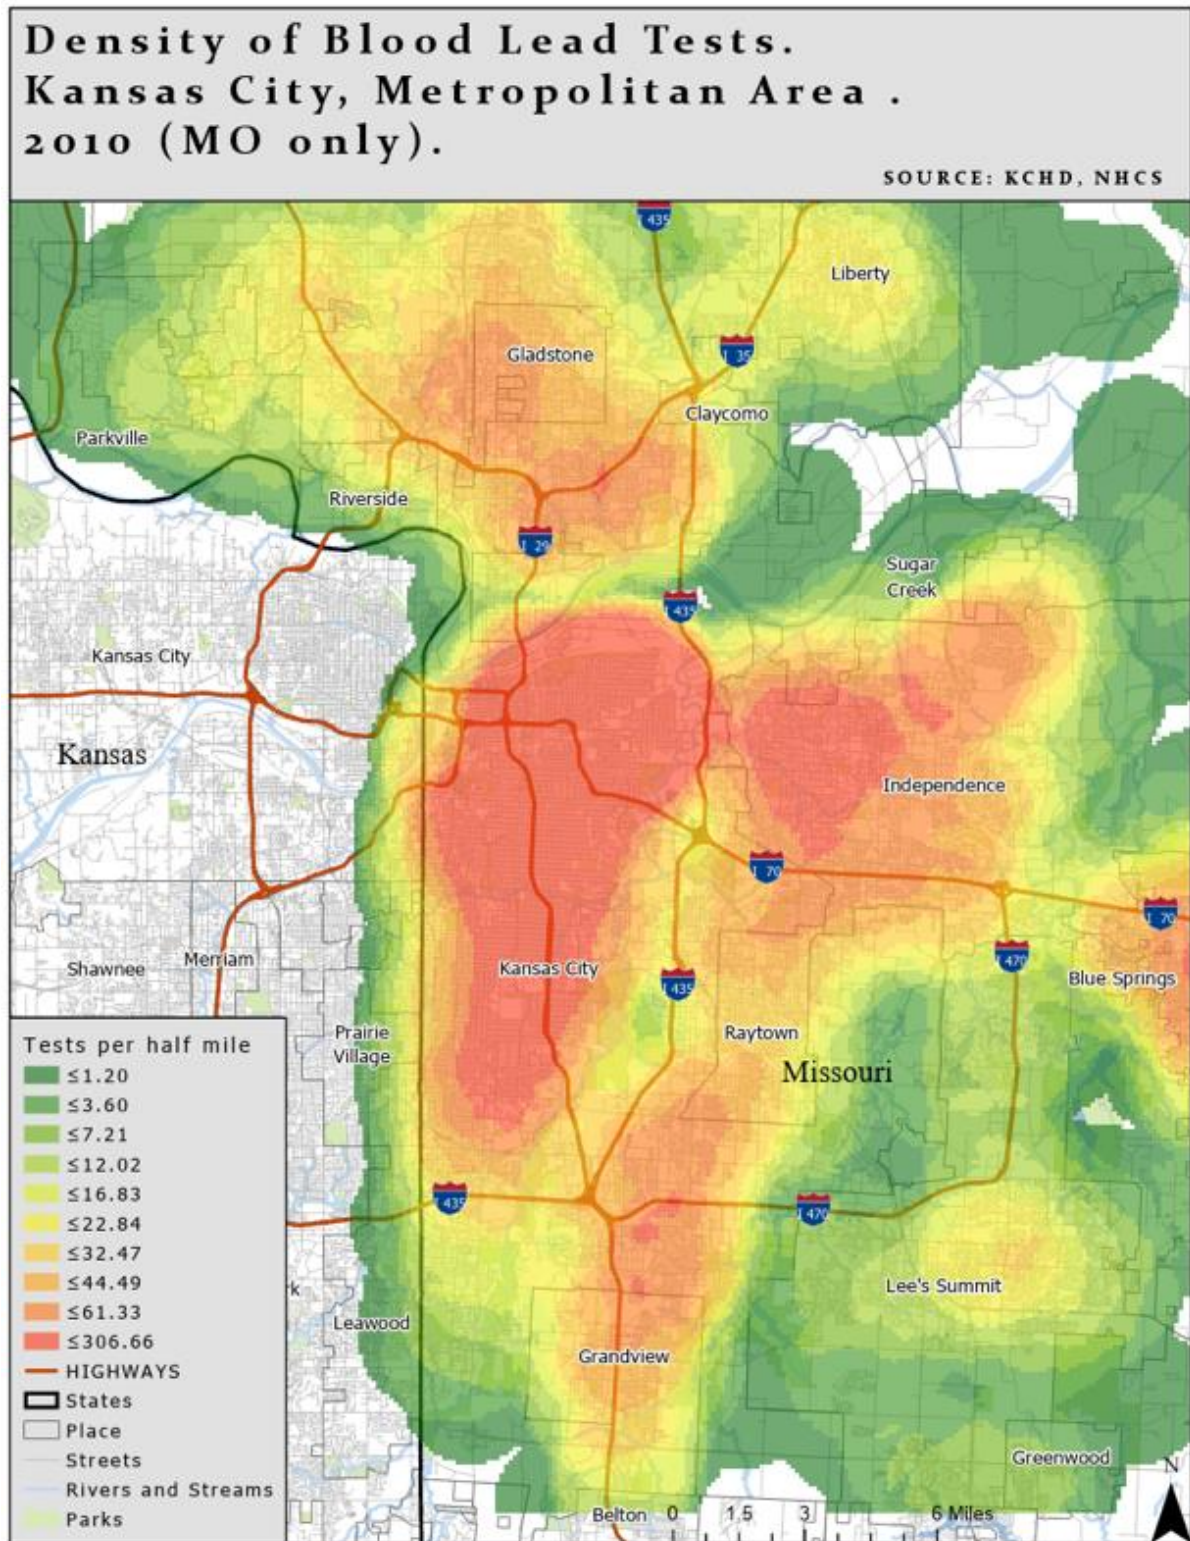 Density of Blood Lead Tests.
Kansas City, Metropolitan Area .
2010 (MO only).
SOURCE: KCHD, NHCS
I 435
Liberty
I 35
Gladstone
Claycomo
Parkville
Riverside
I 29
Sugar
Creek
I 435
Kansas City
Kansas
Independence
I 70
I 70
Shawnee
Merriam
Kansas City
I 435
I 470
Blue Springs
Prairie
Village
Raytown
Missouri
I 435
I 470
Lee's Summit
rk
Leawood
Grandview
Greenwood
Belton
Tests per half mile
≤1.20
≤3.60
≤7.21
≤12.02
≤16.83
≤22.84
≤32.47
≤44.49
≤61.33
≤306.66
HIGHWAYS
States
Place
Streets
Rivers and Streams
Parks
0 1.5 3 6 Miles
N